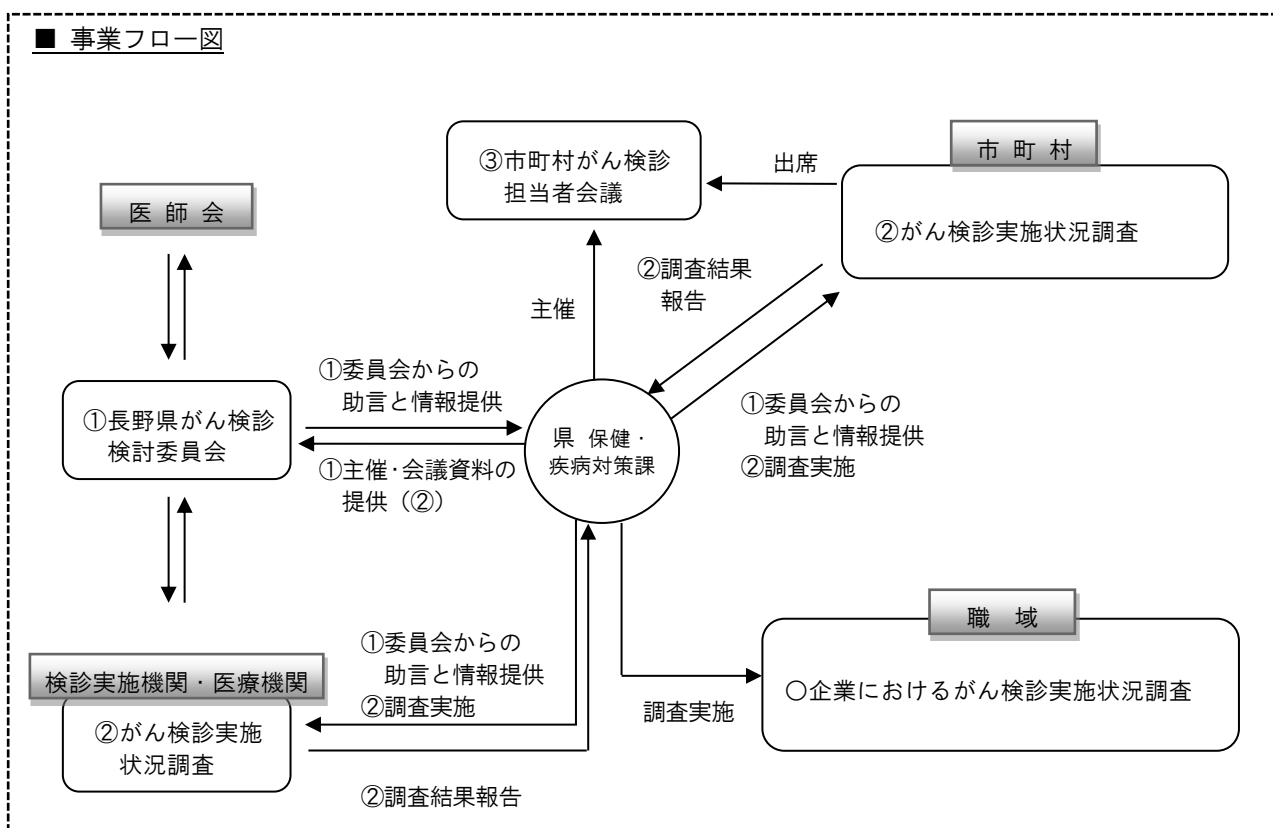 ■ 事業フロー図
市 町 村
③市町村がん検診
担当者会議
出席
②がん検診実施状況調査
医 師 会
②調査結果
報告
主催
①委員会からの
助言と情報提供
①長野県がん検診
検討委員会
県 保健・
疾病対策課
①委員会からの
助言と情報提供
②調査実施
①主催・会議資料の
提供（②）
職 域
①委員会からの
助言と情報提供
②調査実施
検診実施機関・医療機関
②がん検診実施
状況調査
調査実施
〇企業におけるがん検診実施状況調査
②調査結果報告